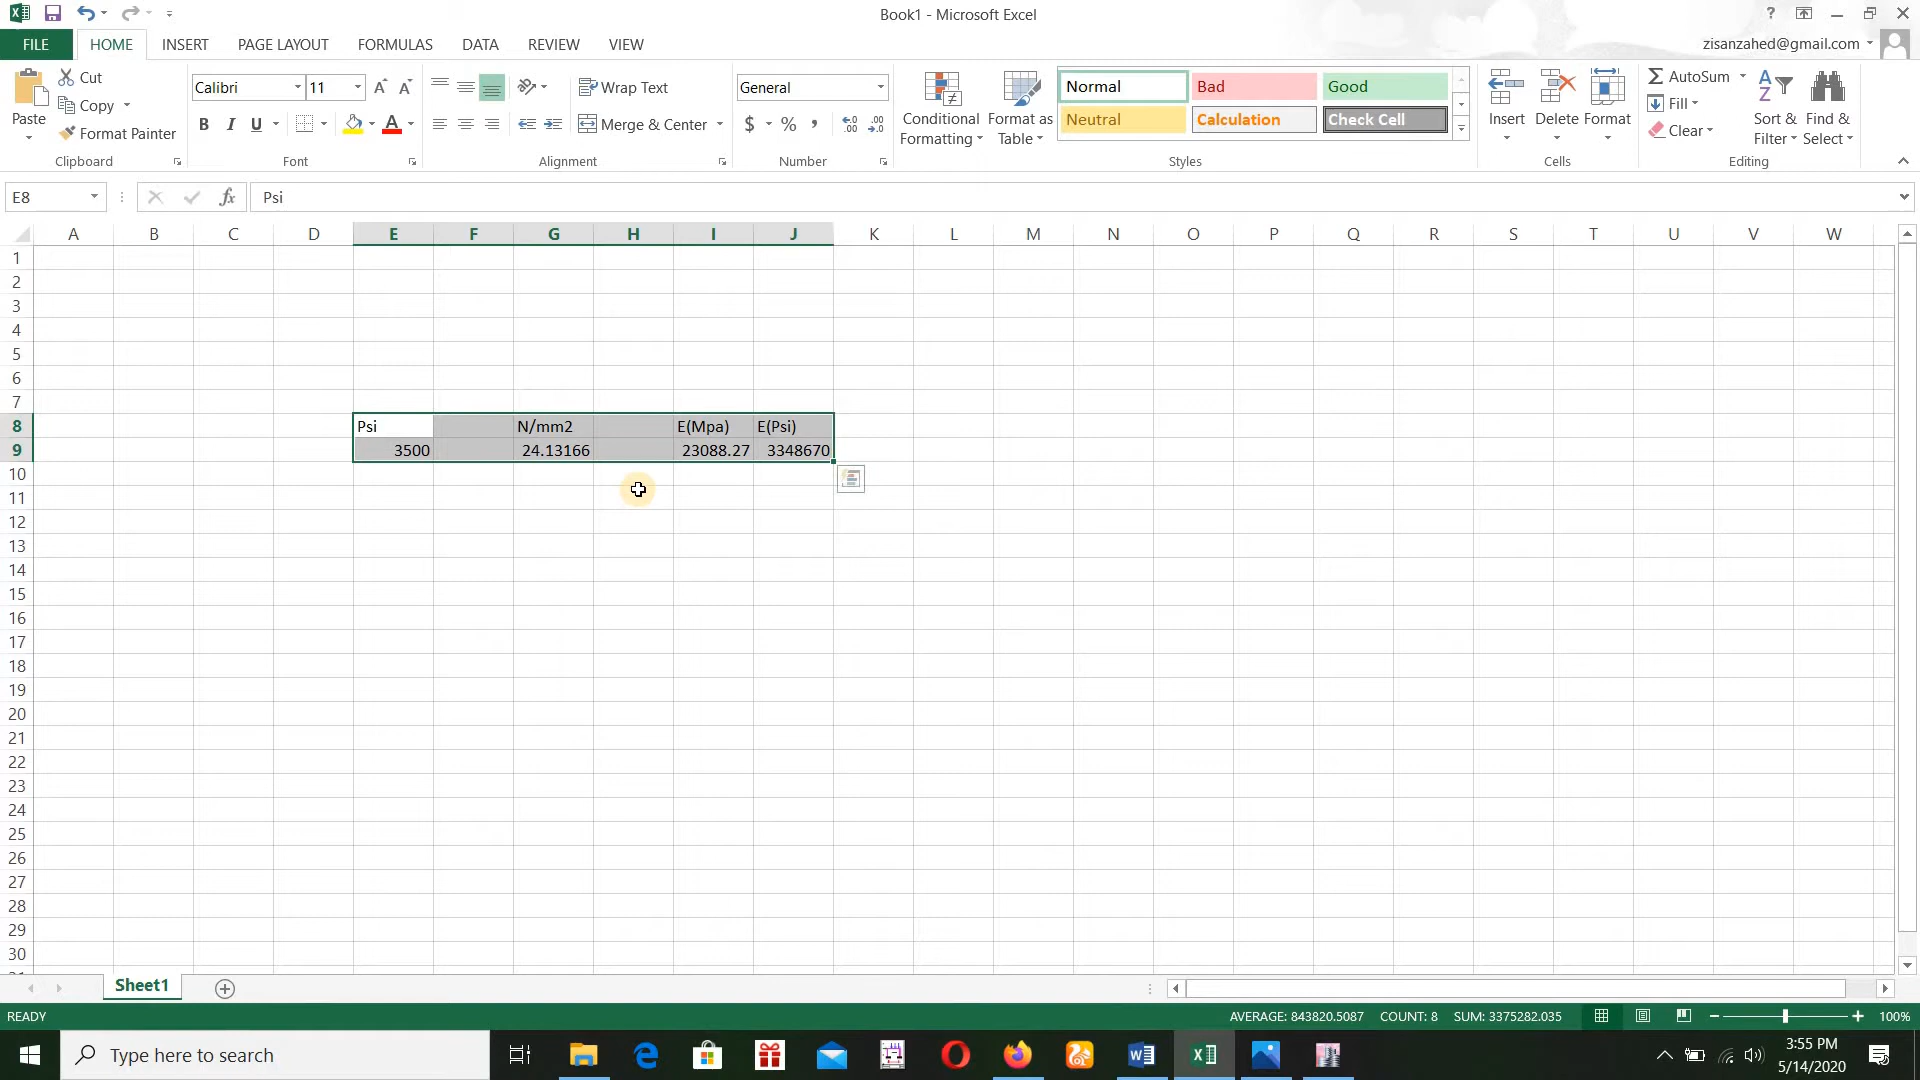 Book1 - Microsoft Excel
?
FILE HOME INSERT PAGE LAYOUT FORMULAS DATA REVIEW VIEW
zisanzahed@gmail.com
Paste
Cut
Copy
Format Painter
Clipboard
Calibri 11
B I U A
Font
Wrap Text
Merge & Center
Alignment
General
$ % ,
Number
Conditional Formatting
Format as Table
Normal Bad Good
Neutral Calculation Check Cell
Styles
Insert Delete Format
Cells
AutoSum
Fill
Clear
Sort & Filter
Find & Select
Editing
E8 fx Psi
A B C D E F G H I J K L M N O P Q R S T U V W
1
2
3
4
5
6
7
8 Psi N/mm2 E(Mpa) E(Psi)
9 3500 24.13166 23088.27 3348670
10
11
12
13
14
15
16
17
18
19
20
21
22
23
24
25
26
27
28
29
30
Sheet1
READY AVERAGE: 843820.5087 COUNT: 8 SUM: 3375282.035 100%
Type here to search
3:55 PM
5/14/2020